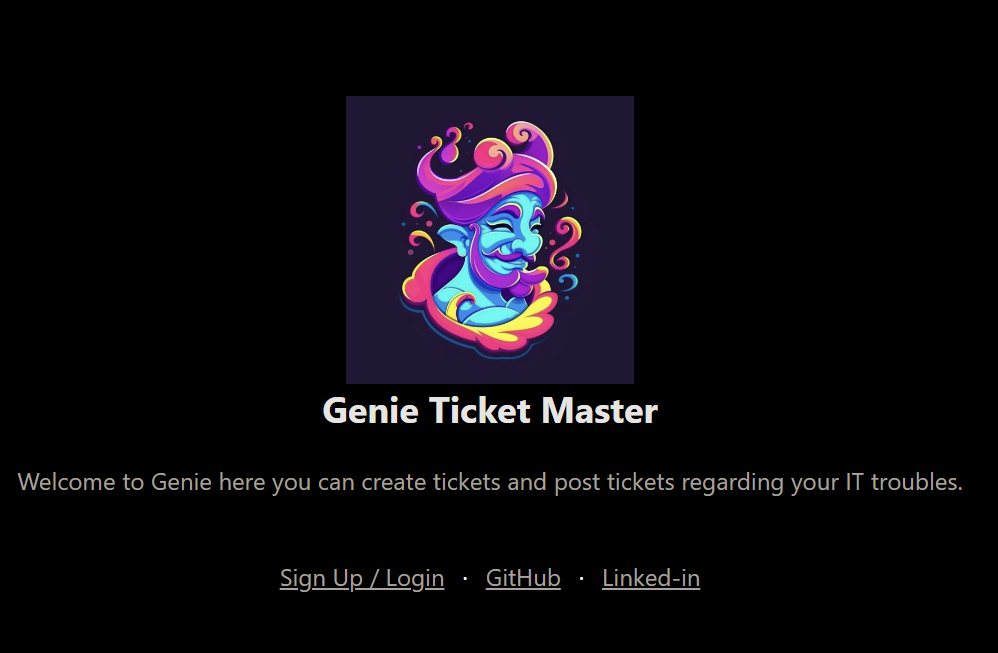 Genie Ticket Master
Welcome to Genie here you can create tickets and post tickets regarding your IT troubles.
Sign Up / Login · GitHub · Linked-in